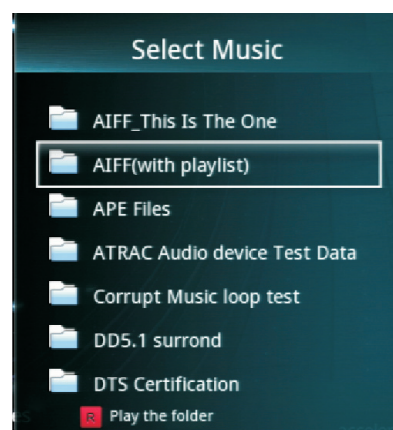 Select Music
AIFF_This Is The One
AIFF(with playlist)
APE Files
ATRAC Audio device Test Data
Corrupt Music loop test
DD5.1 surrond
DTS Certification
R Play the folder